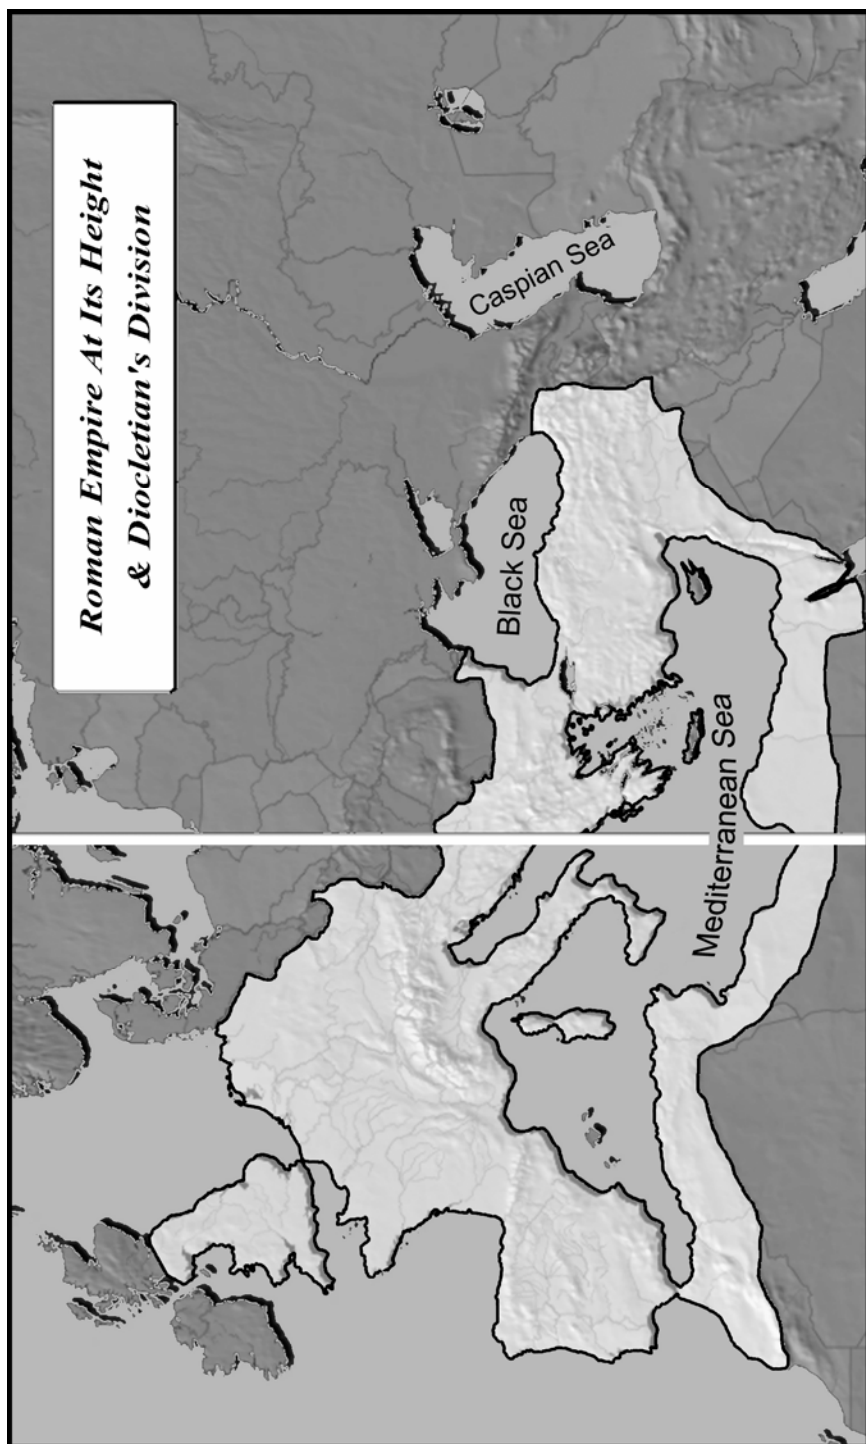 Roman Empire At Its Height
& Diocletian's Division
Caspian Sea
Black Sea
Mediterranean Sea